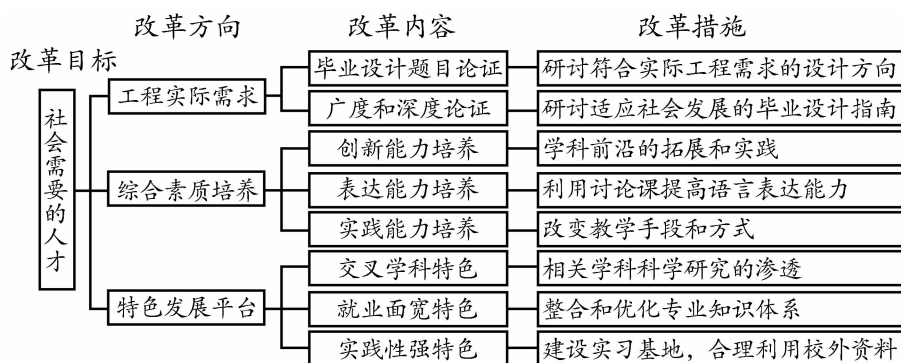 改革方向
改革内容
改革措施
改革目标
社会需要的人才
工程实际需求
毕业设计题目论证
研讨符合实际工程需求的设计方向
广度和深度论证
研讨适应社会发展的毕业设计指南
综合素质培养
创新能力培养
学科前沿的拓展和实践
表达能力培养
利用讨论课提高语言表达能力
实践能力培养
改变教学手段和方式
特色发展平台
交叉学科特色
相关学科科学研究的渗透
就业面宽特色
整合和优化专业知识体系
实践性强特色
建设实习基地，合理利用校外资料